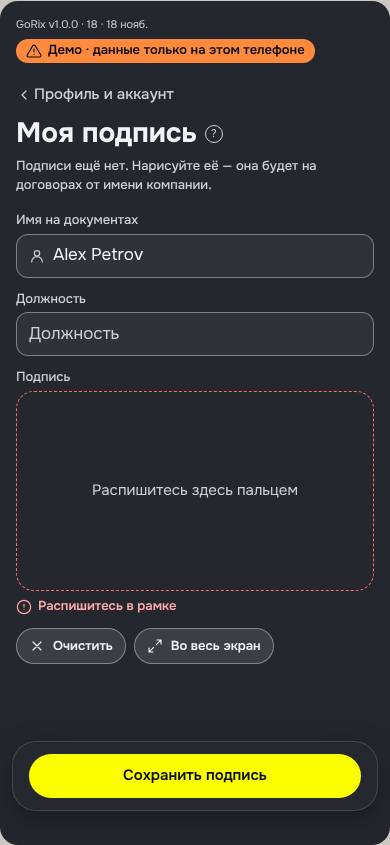 GoRix v1.0.0 · 18 · 18 нояб.
Демо · данные только на этом телефоне
Профиль и аккаунт
Моя подпись ?
Подписи ещё нет. Нарисуйте её — она будет на
договорах от имени компании.
Имя на документах
Alex Petrov
Должность
Должность
Подпись
Распишитесь здесь пальцем
Распишитесь в рамке
Очистить
Во весь экран
Сохранить подпись